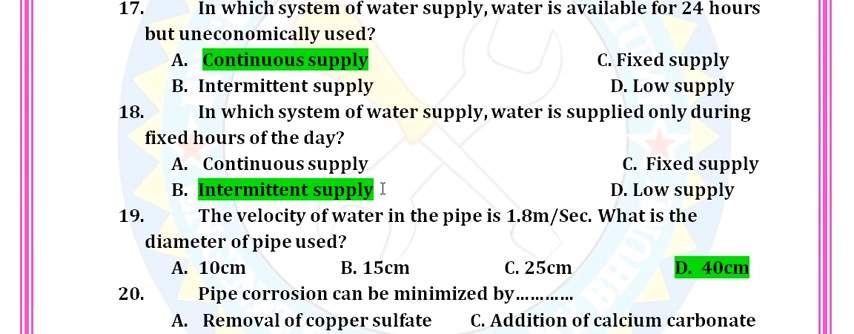 17. In which system of water supply, water is available for 24 hours
but uneconomically used?
A. Continuous supply C. Fixed supply
B. Intermittent supply D. Low supply
18. In which system of water supply, water is supplied only during
fixed hours of the day?
A. Continuous supply C. Fixed supply
B. Intermittent supply D. Low supply
19. The velocity of water in the pipe is 1.8m/Sec. What is the
diameter of pipe used?
A. 10cm B. 15cm C. 25cm D. 40cm
20. Pipe corrosion can be minimized by............
A. Removal of copper sulfate C. Addition of calcium carbonate